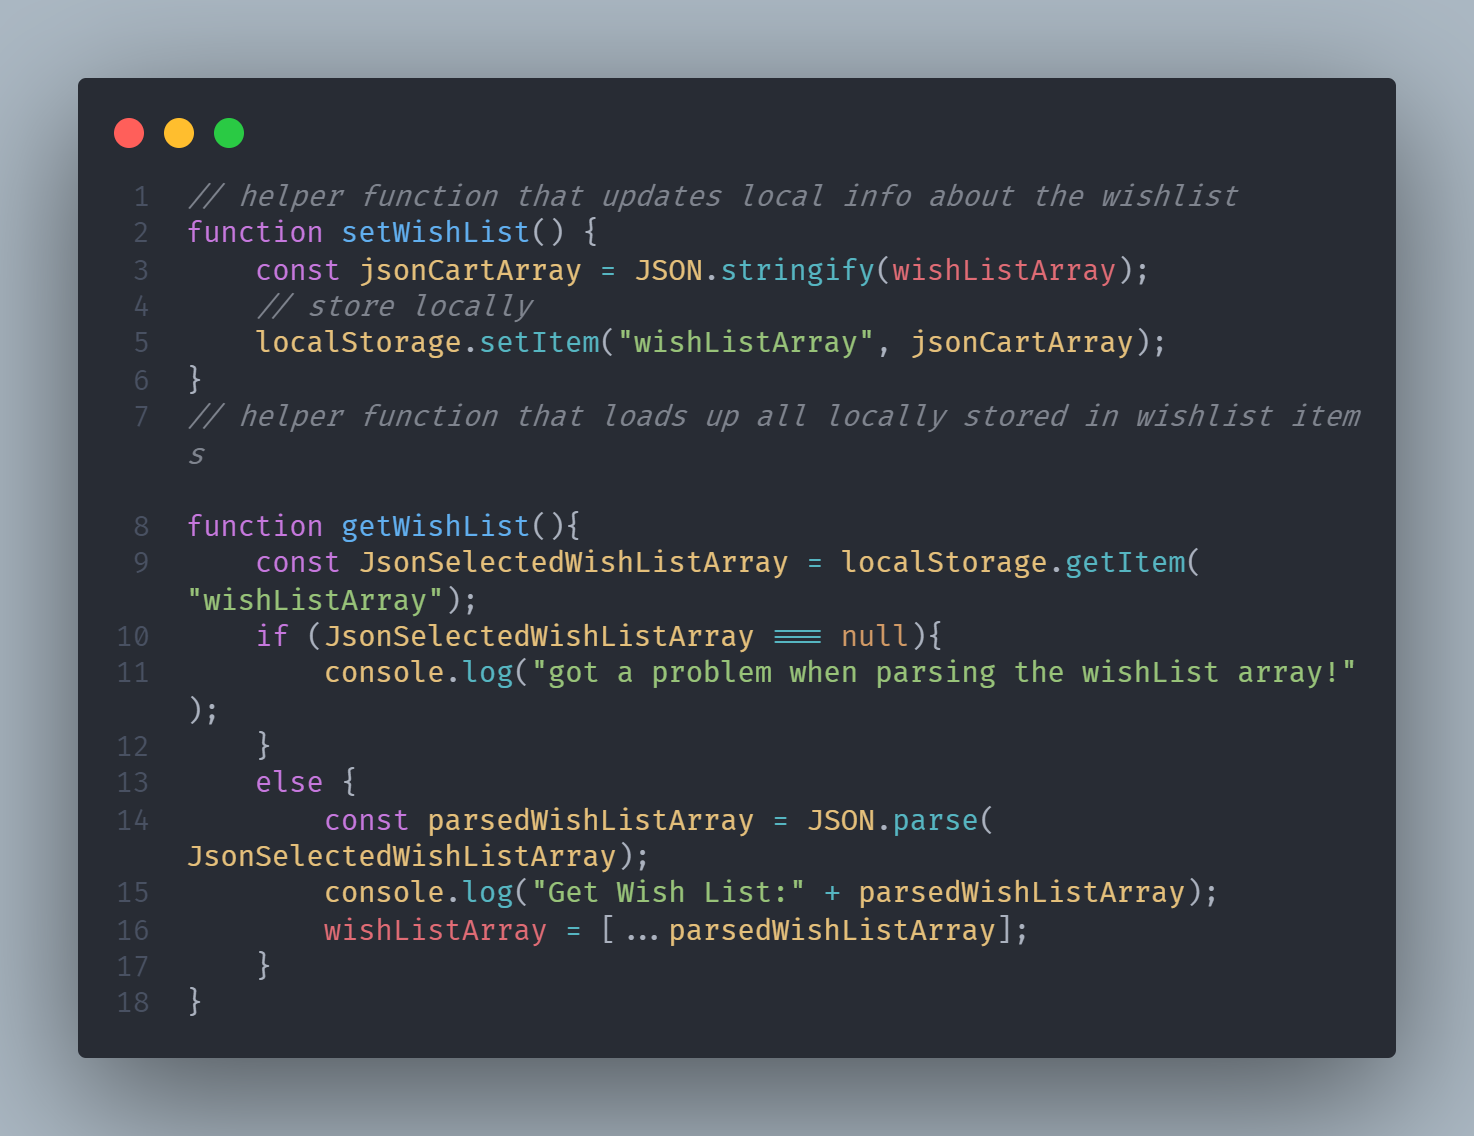 1 // helper function that updates local info about the wishlist
2 function setWishList() {
3     const jsonCartArray = JSON.stringify(wishListArray);
4     // store locally
5     localStorage.setItem("wishListArray", jsonCartArray);
6 }
7 // helper function that loads up all locally stored in wishlist item
s
8 function getWishList(){
9     const JsonSelectedWishListArray = localStorage.getItem(
"wishListArray");
10     if (JsonSelectedWishListArray === null){
11         console.log("got a problem when parsing the wishList array!"
);
12     }
13     else {
14         const parsedWishListArray = JSON.parse(
JsonSelectedWishListArray);
15         console.log("Get Wish List:" + parsedWishListArray);
16         wishListArray = [...parsedWishListArray];
17     }
18 }